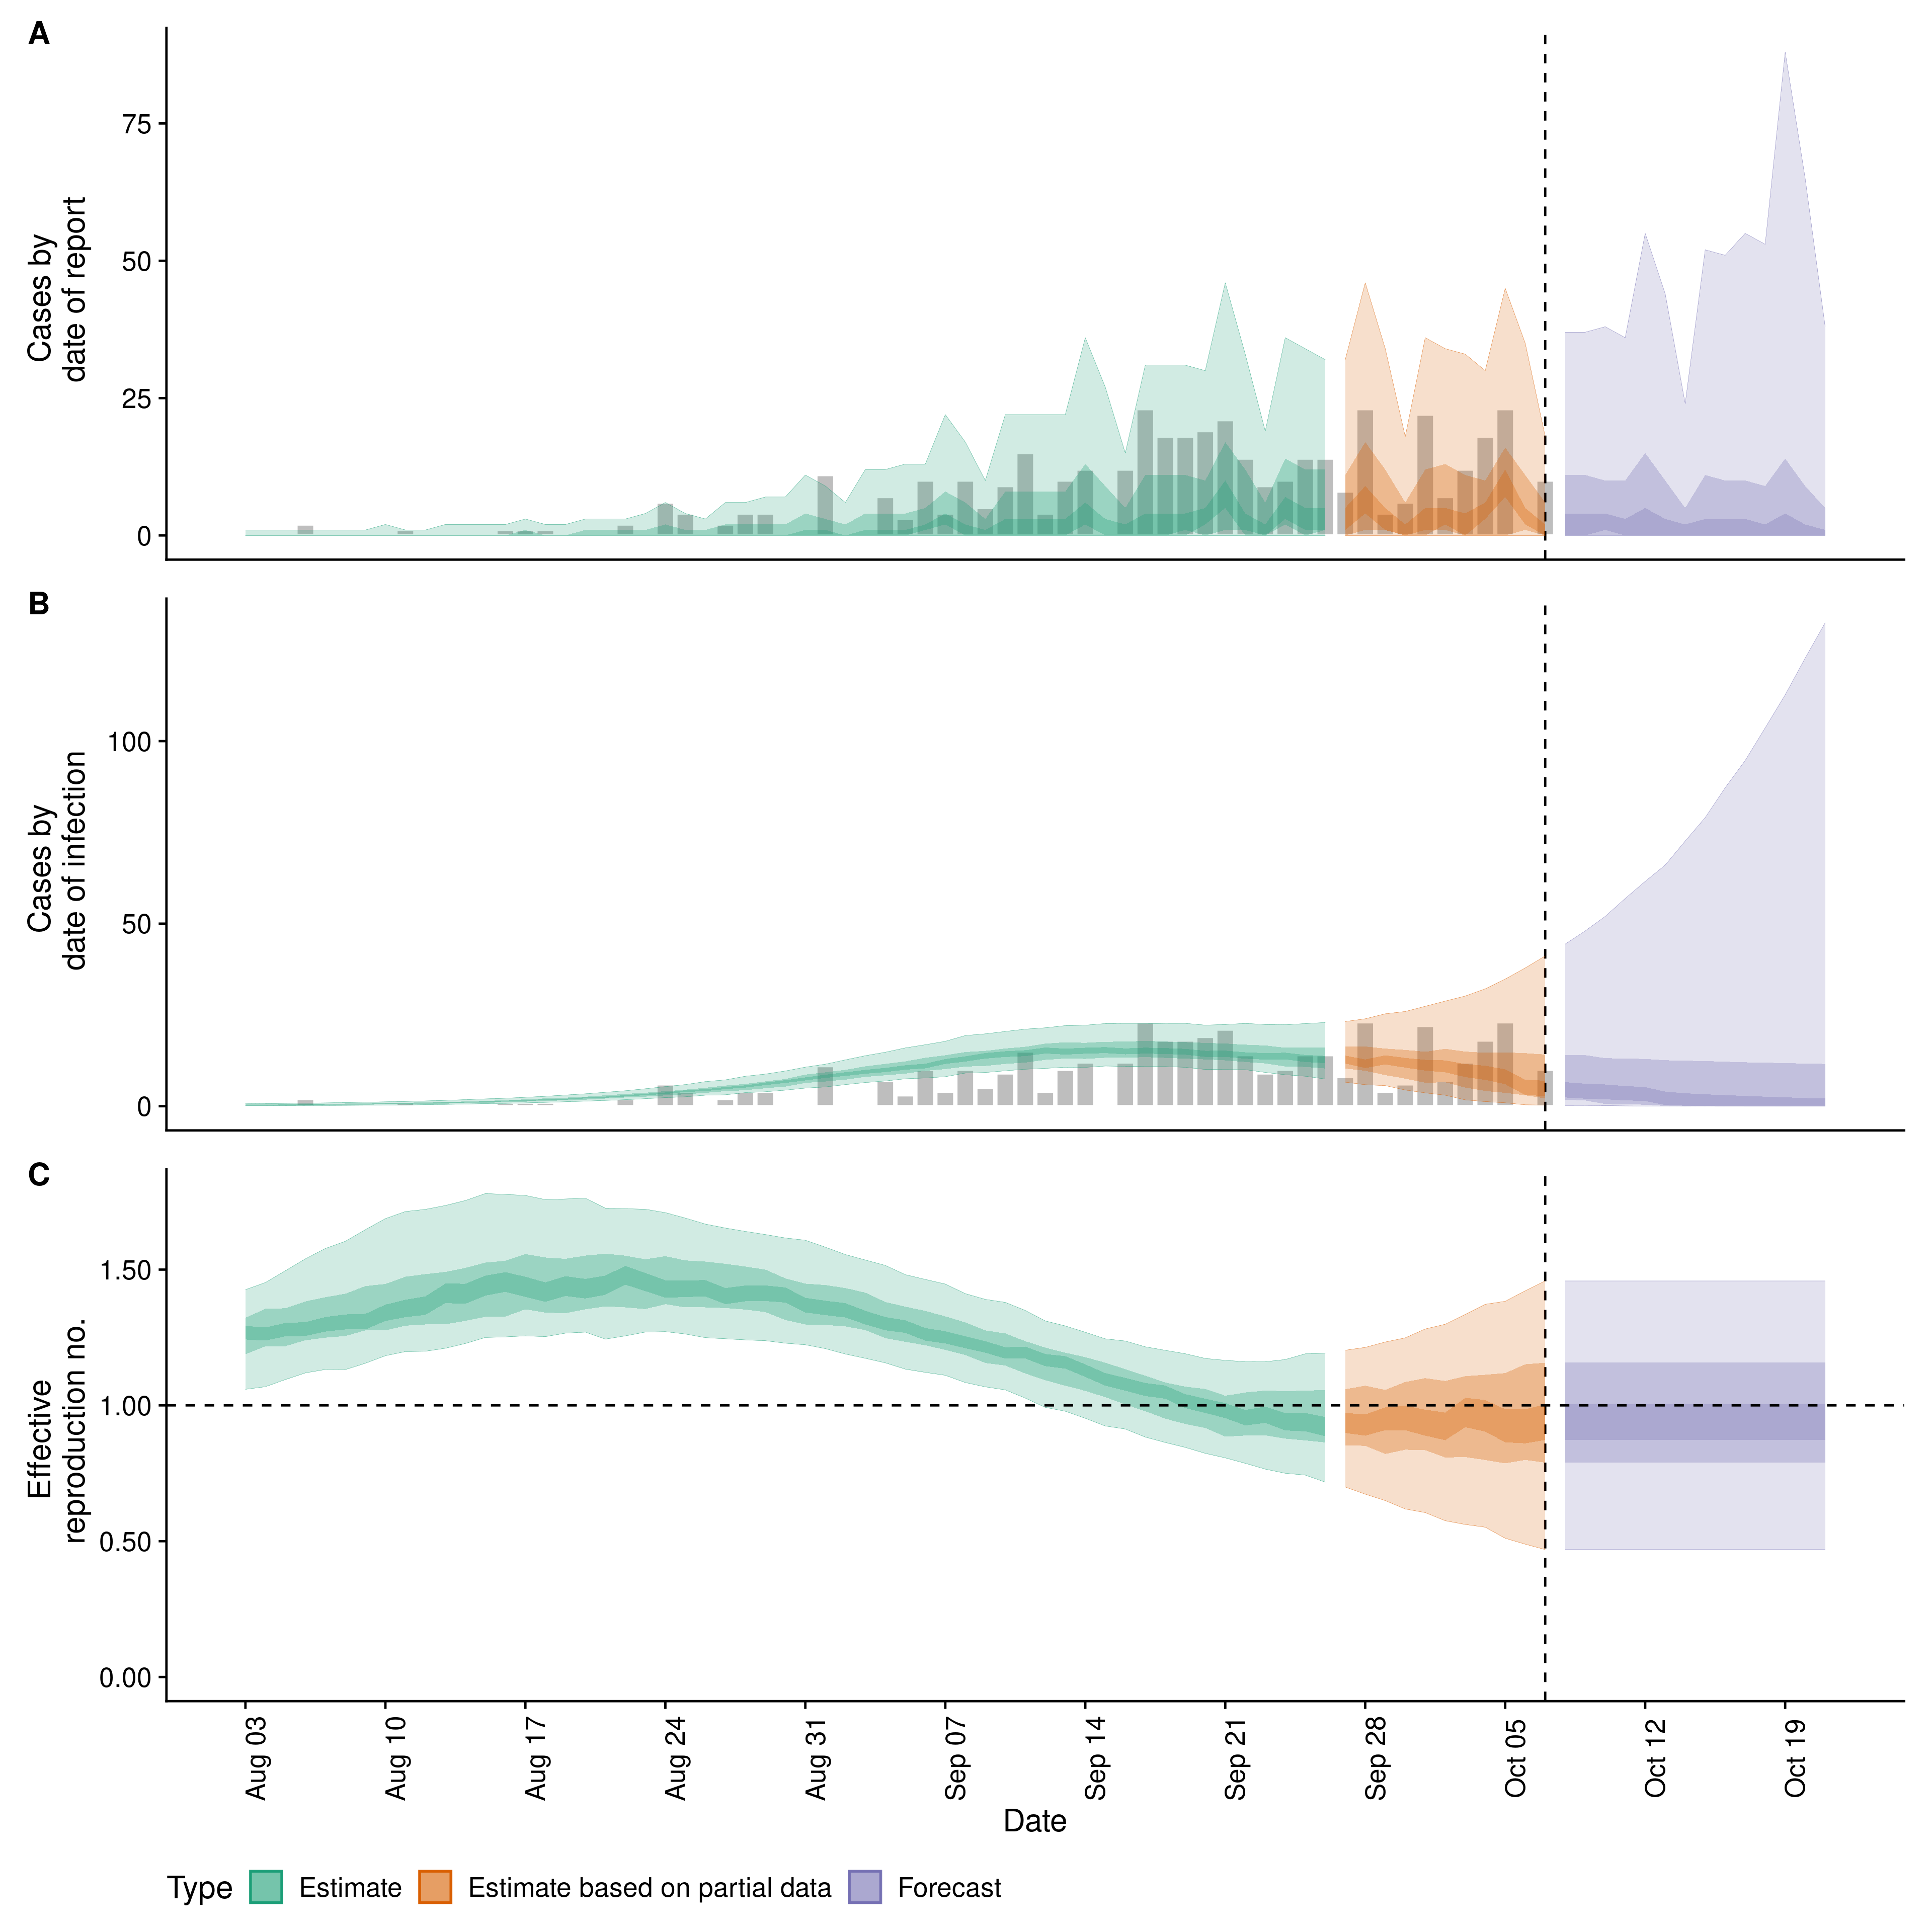 A
Cases by
date of report
75
50
25
0
B
Cases by
date of infection
100
50
0
C
Effective
reproduction no.
1.50
1.00
0.50
0.00
Aug 03
Aug 10
Aug 17
Aug 24
Aug 31
Sep 07
Sep 14
Sep 21
Sep 28
Oct 05
Oct 12
Oct 19
Date
Type Estimate Estimate based on partial data Forecast